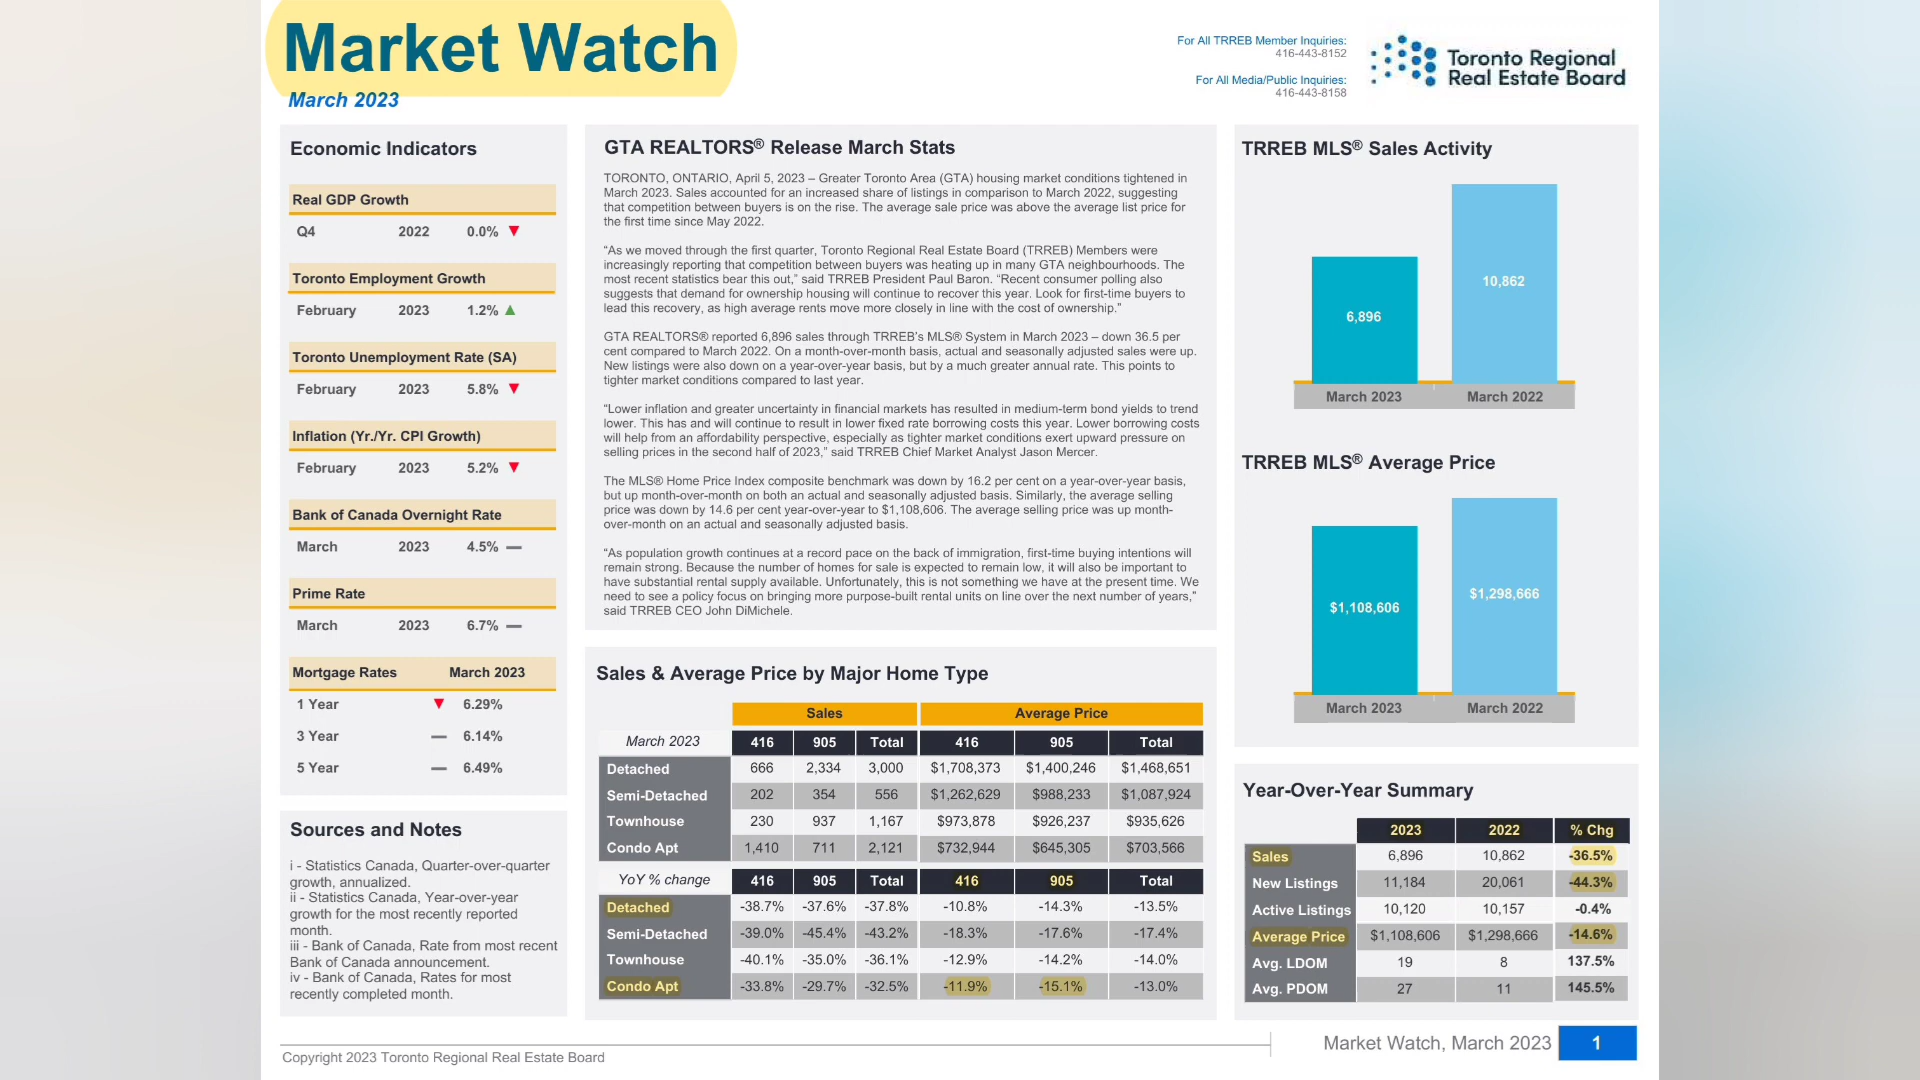 Market Watch
March 2023
For All TRREB Member Inquiries:
416-443-8152
For All Media/Public Inquiries:
416-443-8158
Toronto Regional
Real Estate Board
Economic Indicators
Real GDP Growth
Q4 2022 0.0% ▼
Toronto Employment Growth
February 2023 1.2% ▲
Toronto Unemployment Rate (SA)
February 2023 5.8% ▼
Inflation (Yr./Yr. CPI Growth)
February 2023 5.2% ▼
Bank of Canada Overnight Rate
March 2023 4.5% —
Prime Rate
March 2023 6.7% —
Mortgage Rates March 2023
1 Year ▼ 6.29%
3 Year — 6.14%
5 Year — 6.49%
Sources and Notes
i - Statistics Canada, Quarter-over-quarter
growth, annualized.
ii - Statistics Canada, Year-over-year
growth for the most recently reported
month.
iii - Bank of Canada, Rate from most recent
Bank of Canada announcement.
iv - Bank of Canada, Rates for most
recently completed month.
GTA REALTORS® Release March Stats
TORONTO, ONTARIO, April 5, 2023 – Greater Toronto Area (GTA) housing market conditions tightened in
March 2023. Sales accounted for an increased share of listings in comparison to March 2022, suggesting
that competition between buyers is on the rise. The average sale price was above the average list price for
the first time since May 2022.
“As we moved through the first quarter, Toronto Regional Real Estate Board (TRREB) Members were
increasingly reporting that competition between buyers was heating up in many GTA neighbourhoods. The
most recent statistics bear this out,” said TRREB President Paul Baron. “Recent consumer polling also
suggests that demand for ownership housing will continue to recover this year. Look for first-time buyers to
lead this recovery, as high average rents move more closely in line with the cost of ownership.”
GTA REALTORS® reported 6,896 sales through TRREB’s MLS® System in March 2023 – down 36.5 per
cent compared to March 2022. On a month-over-month basis, actual and seasonally adjusted sales were up.
New listings were also down on a year-over-year basis, but by a much greater annual rate. This points to
tighter market conditions compared to last year.
“Lower inflation and greater uncertainty in financial markets has resulted in medium-term bond yields to trend
lower. This has and will continue to result in lower fixed rate borrowing costs this year. Lower borrowing costs
will help from an affordability perspective, especially as tighter market conditions exert upward pressure on
selling prices in the second half of 2023,” said TRREB Chief Market Analyst Jason Mercer.
The MLS® Home Price Index composite benchmark was down by 16.2 per cent on a year-over-year basis,
but up month-over-month on both an actual and seasonally adjusted basis. Similarly, the average selling
price was down by 14.6 per cent year-over-year to $1,108,606. The average selling price was up month-
over-month on an actual and seasonally adjusted basis.
“As population growth continues at a record pace on the back of immigration, first-time buying intentions will
remain strong. Because the number of homes for sale is expected to remain low, it will also be important to
have substantial rental supply available. Unfortunately, this is not something we have at the present time. We
need to see a policy focus on bringing more purpose-built rental units on line over the next number of years,”
said TRREB CEO John DiMichele.
Sales & Average Price by Major Home Type
Sales Average Price
March 2023 416 905 Total 416 905 Total
Detached 666 2,334 3,000 $1,708,373 $1,400,246 $1,468,651
Semi-Detached 202 354 556 $1,262,629 $988,233 $1,087,924
Townhouse 230 937 1,167 $973,878 $926,237 $935,626
Condo Apt 1,410 711 2,121 $732,944 $645,305 $703,566
YoY % change 416 905 Total 416 905 Total
Detached -38.7% -37.6% -37.8% -10.8% -14.3% -13.5%
Semi-Detached -39.0% -45.4% -43.2% -18.3% -17.6% -17.4%
Townhouse -40.1% -35.0% -36.1% -12.9% -14.2% -14.0%
Condo Apt -33.8% -29.7% -32.5% -11.9% -15.1% -13.0%
TRREB MLS® Sales Activity
10,862
6,896
March 2023 March 2022
TRREB MLS® Average Price
$1,298,666
$1,108,606
March 2023 March 2022
Year-Over-Year Summary
2023 2022 % Chg
Sales 6,896 10,862 -36.5%
New Listings 11,184 20,061 -44.3%
Active Listings 10,120 10,157 -0.4%
Average Price $1,108,606 $1,298,666 -14.6%
Avg. LDOM 19 8 137.5%
Avg. PDOM 27 11 145.5%
Copyright 2023 Toronto Regional Real Estate Board
Market Watch, March 2023 1